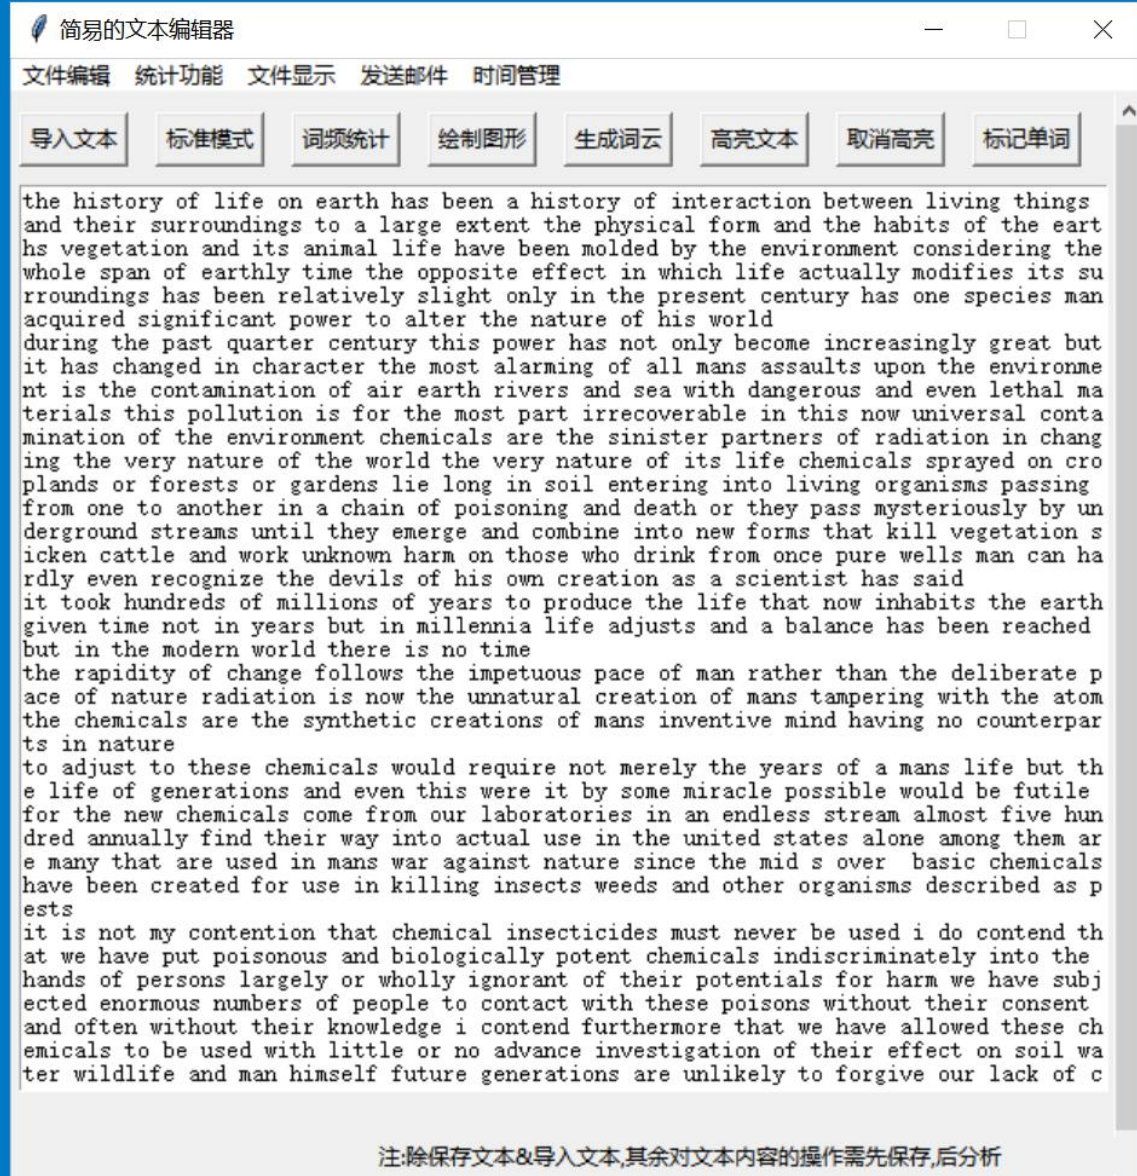 简易的文本编辑器
文件编辑 统计功能 文件显示 发送邮件 时间管理
导入文本 标准模式 词频统计 绘制图形 生成词云 高亮文本 取消高亮 标记单词
the history of life on earth has been a history of interaction between living things
and their surroundings to a large extent the physical form and the habits of the eart
hs vegetation and its animal life have been molded by the environment considering the
whole span of earthly time the opposite effect in which life actually modifies its su
rroundings has been relatively slight only in the present century has one species man
acquired significant power to alter the nature of his world
during the past quarter century this power has not only become increasingly great but
it has changed in character the most alarming of all mans assaults upon the environme
nt is the contamination of air earth rivers and sea with dangerous and even lethal ma
terials this pollution is for the most part irrecoverable in this now universal conta
mination of the environment chemicals are the sinister partners of radiation in chang
ing the very nature of the world the very nature of its life chemicals sprayed on cro
plands or forests or gardens lie long in soil entering into living organisms passing
from one to another in a chain of poisoning and death or they pass mysteriously by un
derground streams until they emerge and combine into new forms that kill vegetation s
icken cattle and work unknown harm on those who drink from once pure wells man can ha
rdly even recognize the devils of his own creation as a scientist has said
it took hundreds of millions of years to produce the life that now inhabits the earth
given time not in years but in millennia life adjusts and a balance has been reached
but in the modern world there is no time
the rapidity of change follows the impetuous pace of man rather than the deliberate p
ace of nature radiation is now the unnatural creation of mans tampering with the atom
the chemicals are the synthetic creations of mans inventive mind having no counterpar
ts in nature
to adjust to these chemicals would require not merely the years of a mans life but th
e life of generations and even this were it by some miracle possible would be futile
for the new chemicals come from our laboratories in an endless stream almost five hun
dred annually find their way into actual use in the united states alone among them ar
e many that are used in mans war against nature since the mid s over  basic chemicals
have been created for use in killing insects weeds and other organisms described as p
ests
it is not my contention that chemical insecticides must never be used i do contend th
at we have put poisonous and biologically potent chemicals indiscriminately into the
hands of persons largely or wholly ignorant of their potentials for harm we have subj
ected enormous numbers of people to contact with these poisons without their consent
and often without their knowledge i contend furthermore that we have allowed these ch
emicals to be used with little or no advance investigation of their effect on soil wa
ter wildlife and man himself future generations are unlikely to forgive our lack of c
注:除保存文本&导入文本,其余对文本内容的操作需先保存,后分析